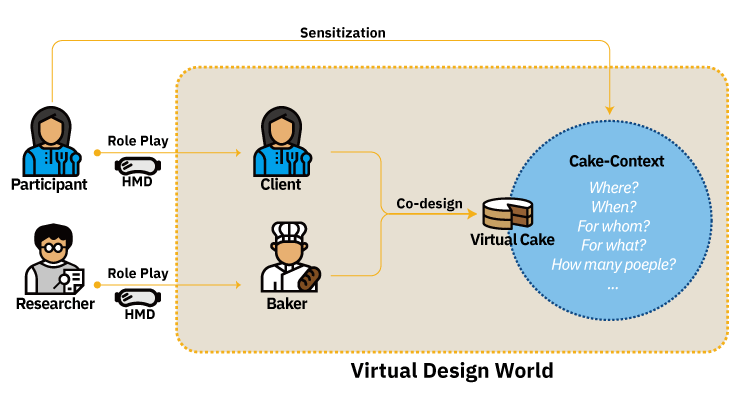 Sensitization
Role Play
HMD
Participant
Client
Cake-Context
Where?
When?
For whom?
For what?
How many poeple?
...
Co-design
Virtual Cake
Role Play
HMD
Researcher
Baker
Virtual Design World